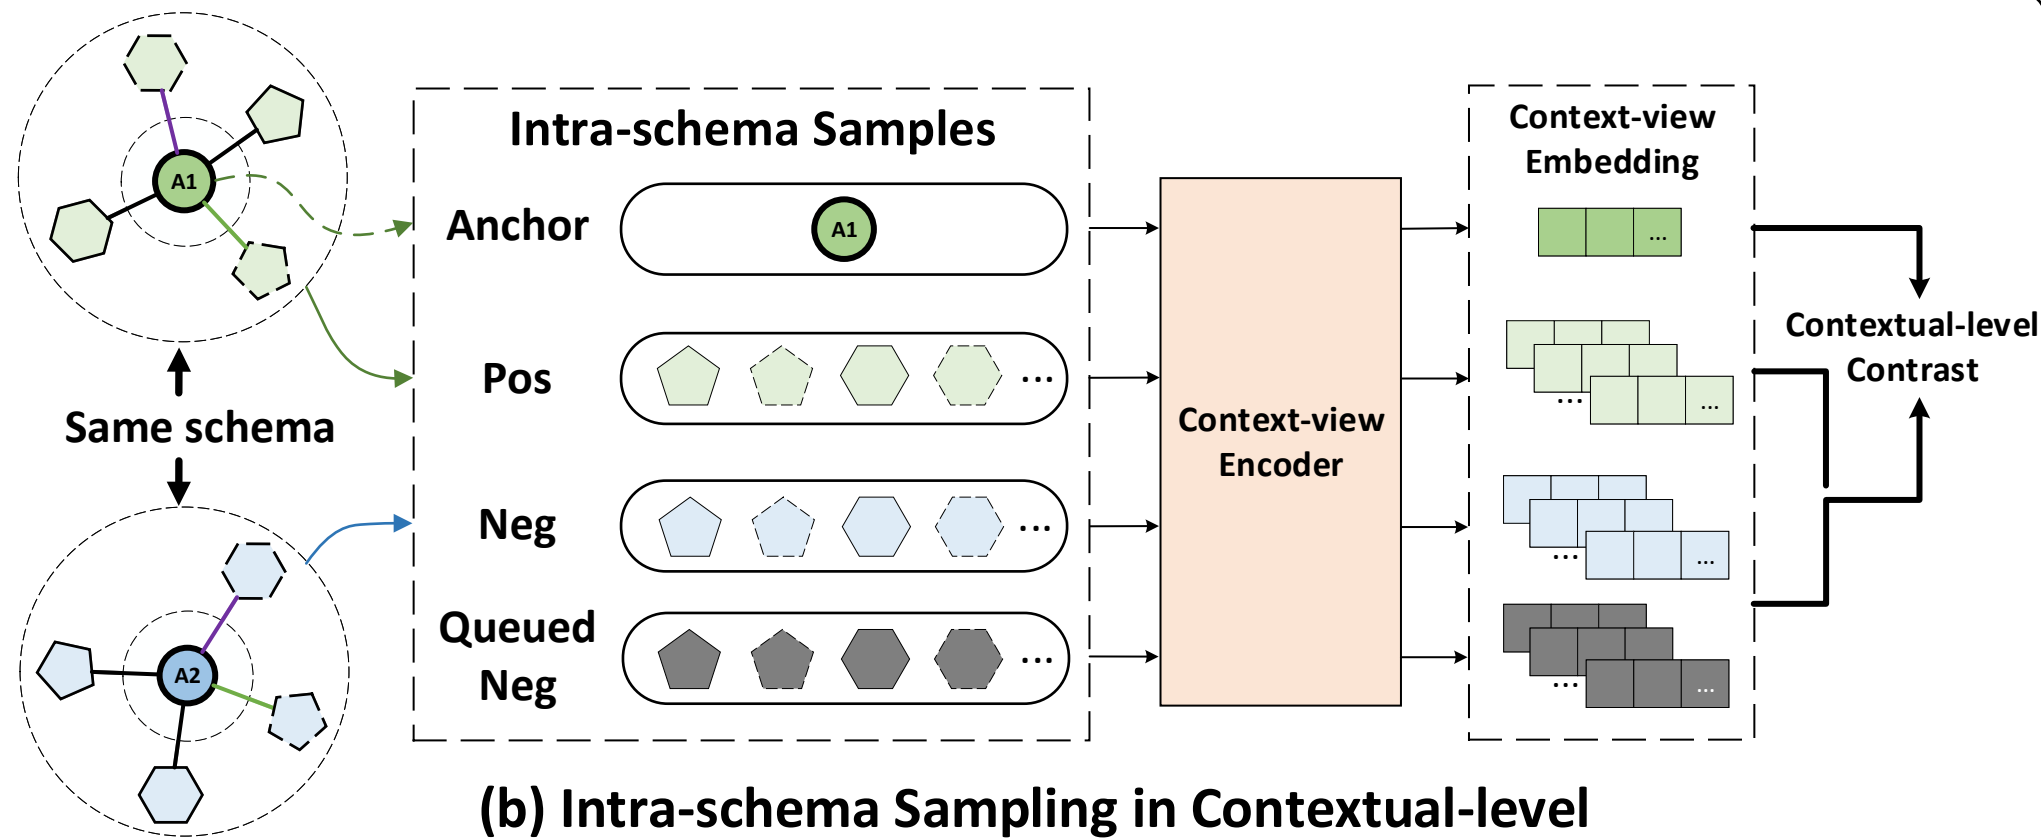 A1
Same schema
A2
Intra-schema Samples
Anchor
A1
Pos
...
Neg
...
Queued
Neg
...
Context-view
Encoder
Context-view
Embedding
...
...
...
...
...
...
...
Contextual-level
Contrast
(b) Intra-schema Sampling in Contextual-level